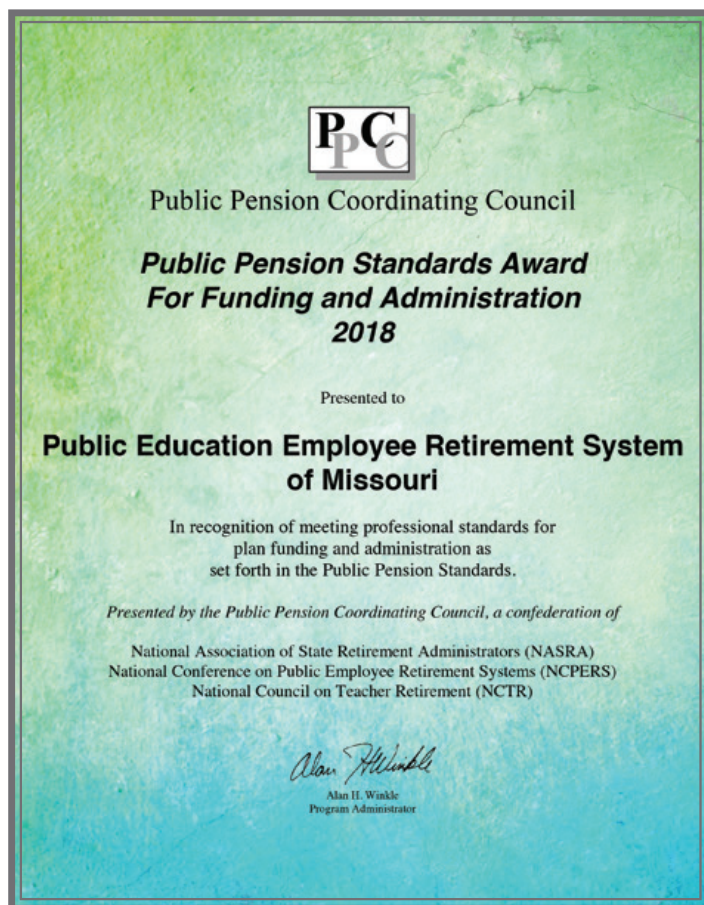 PPCC
Public Pension Coordinating Council
Public Pension Standards Award
For Funding and Administration
2018
Presented to
Public Education Employee Retirement System
of Missouri
In recognition of meeting professional standards for
plan funding and administration as
set forth in the Public Pension Standards.
Presented by the Public Pension Coordinating Council, a confederation of
National Association of State Retirement Administrators (NASRA)
National Conference on Public Employee Retirement Systems (NCPERS)
National Council on Teacher Retirement (NCTR)
Alan H Winkle
Alan H. Winkle
Program Administrator